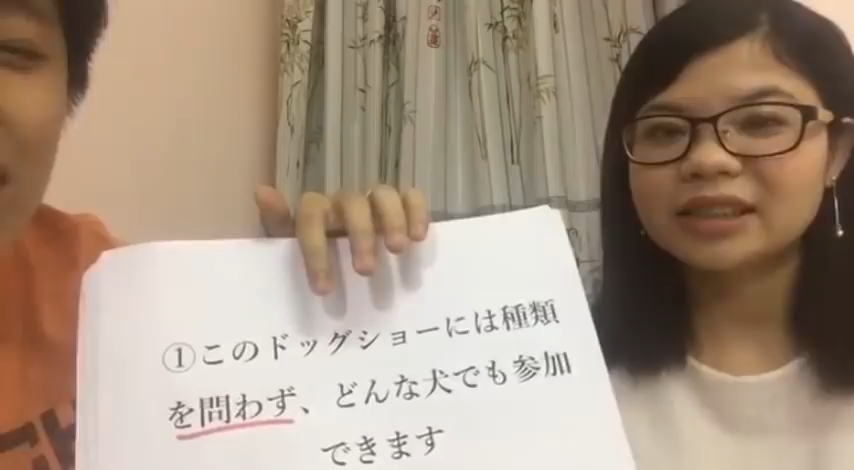 ①このドッグショーには種類
を問わず、どんな犬でも参加
できます